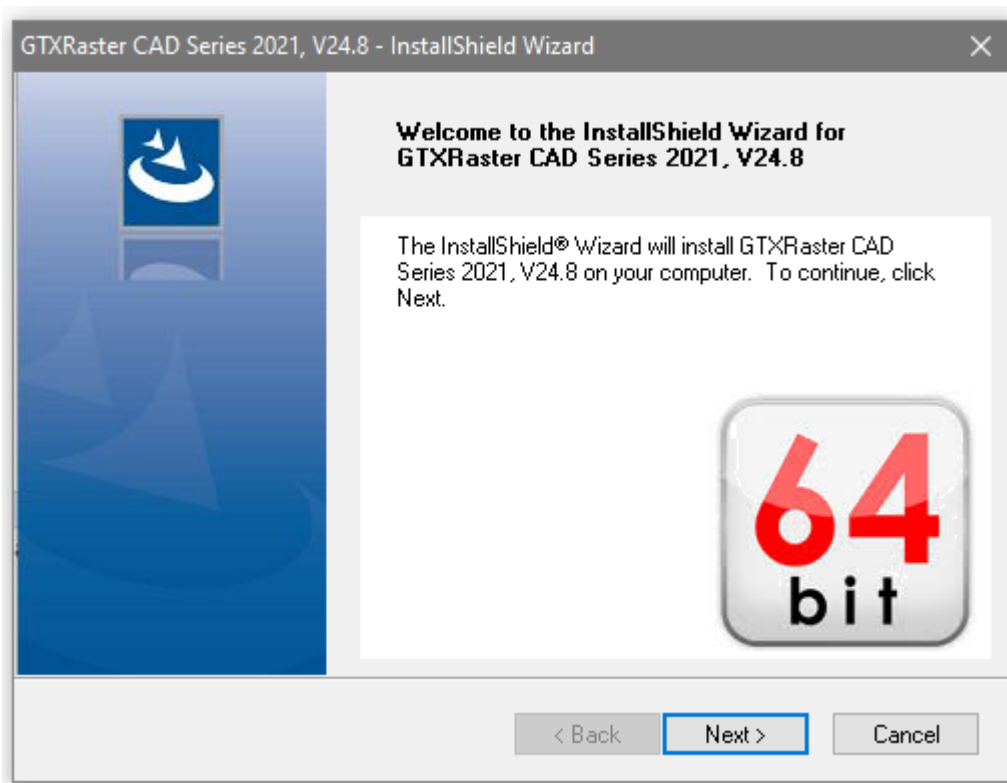 GTXRaster CAD Series 2021, V24.8 - InstallShield Wizard
Welcome to the InstallShield Wizard for
GTXRaster CAD Series 2021, V24.8
The InstallShield® Wizard will install GTXRaster CAD
Series 2021, V24.8 on your computer.  To continue, click
Next.
64
bit
< Back
Next >
Cancel